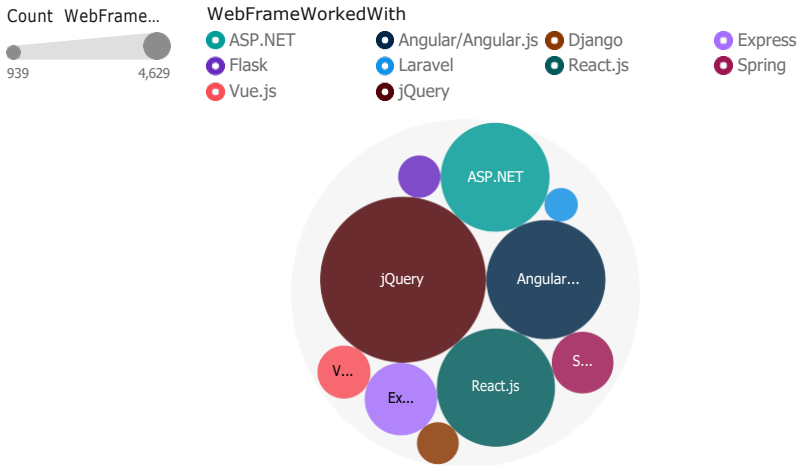 Count WebFrame...
939 4,629
WebFrameWorkedWith
ASP.NET Angular/Angular.js Django Express
Flask Laravel React.js Spring
Vue.js jQuery
ASP.NET
jQuery
Angular...
V...
Ex...
React.js
S...